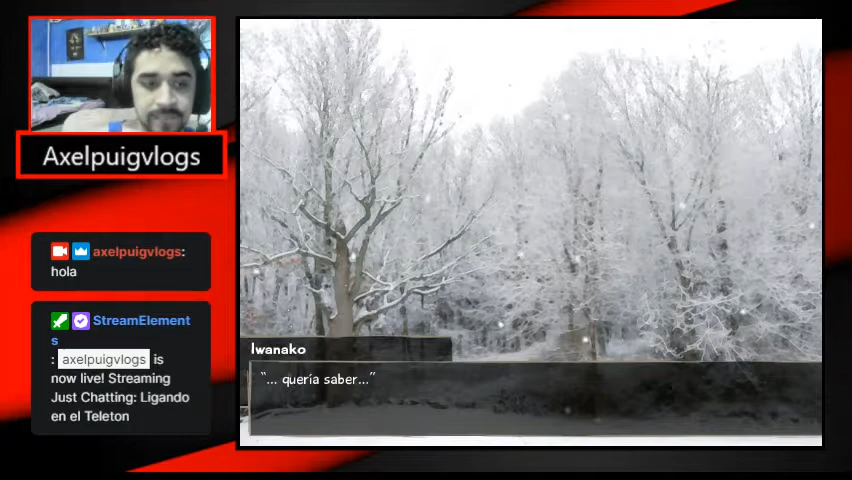 Axelpuigvlogs
axelpuigvlogs:
hola
StreamElement
s
: axelpuigvlogs is
now live! Streaming
Just Chatting: Ligando
en el Teleton
Iwanako
“... quería saber...”